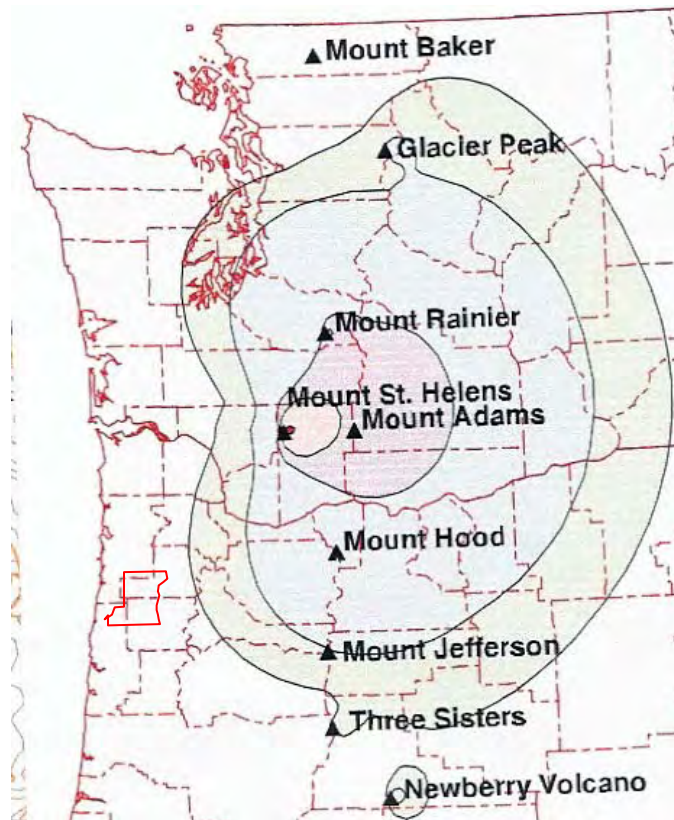 Mount Baker
Glacier Peak
Mount Rainier
Mount St. Helens
Mount Adams
Mount Hood
Mount Jefferson
Three Sisters
Newberry Volcano